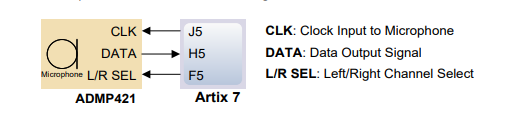 CLK J5 CLK: Clock Input to Microphone
DATA H5 DATA: Data Output Signal
Microphone L/R SEL F5 L/R SEL: Left/Right Channel Select
ADMP421 Artix 7